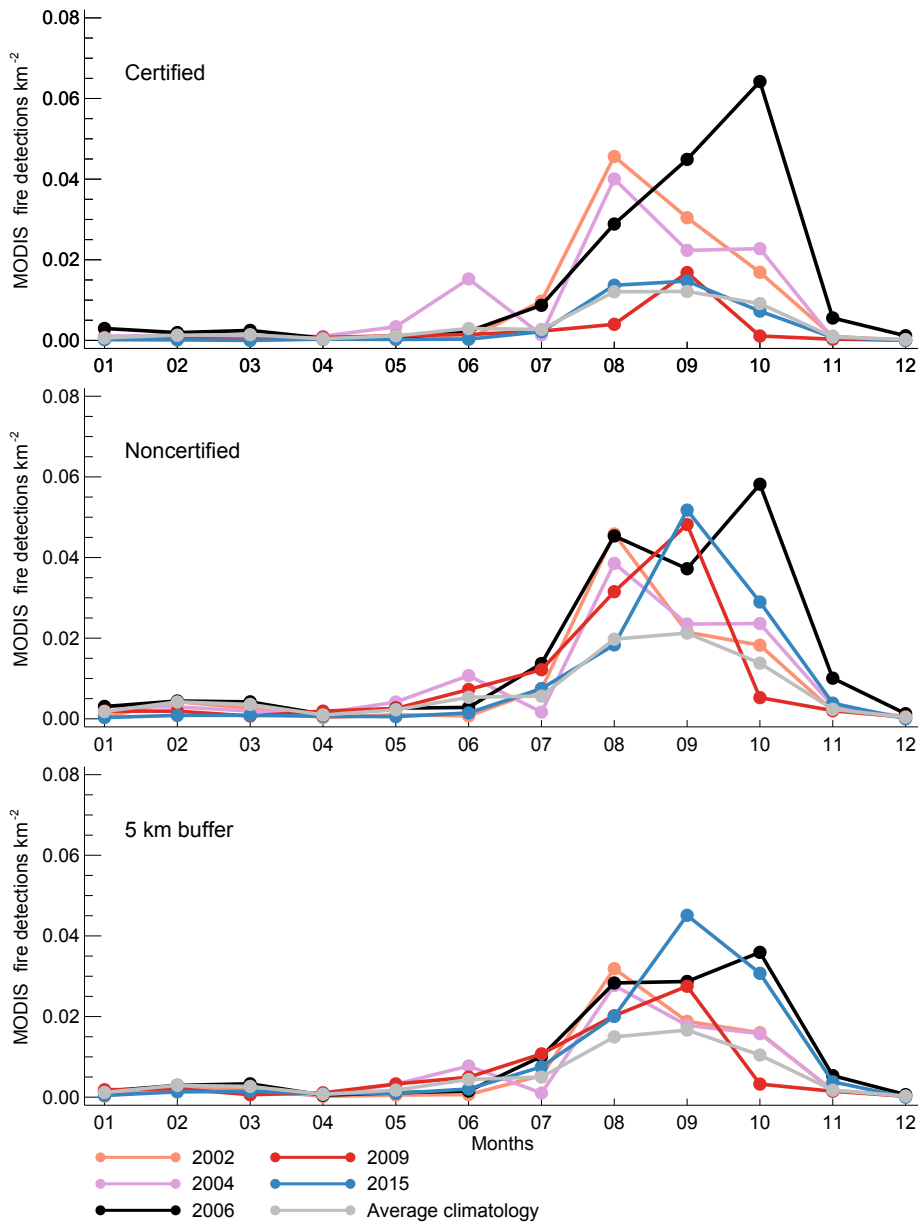 MODIS fire detections km-2
0.08
0.06
0.04
0.02
0.00
Certified
01 02 03 04 05 06 07 08 09 10 11 12
MODIS fire detections km-2
0.08
0.06
0.04
0.02
0.00
Noncertified
01 02 03 04 05 06 07 08 09 10 11 12
MODIS fire detections km-2
0.08
0.06
0.04
0.02
0.00
5 km buffer
01 02 03 04 05 06 07 08 09 10 11 12
Months
2002 2009
2004 2015
2006 Average climatology